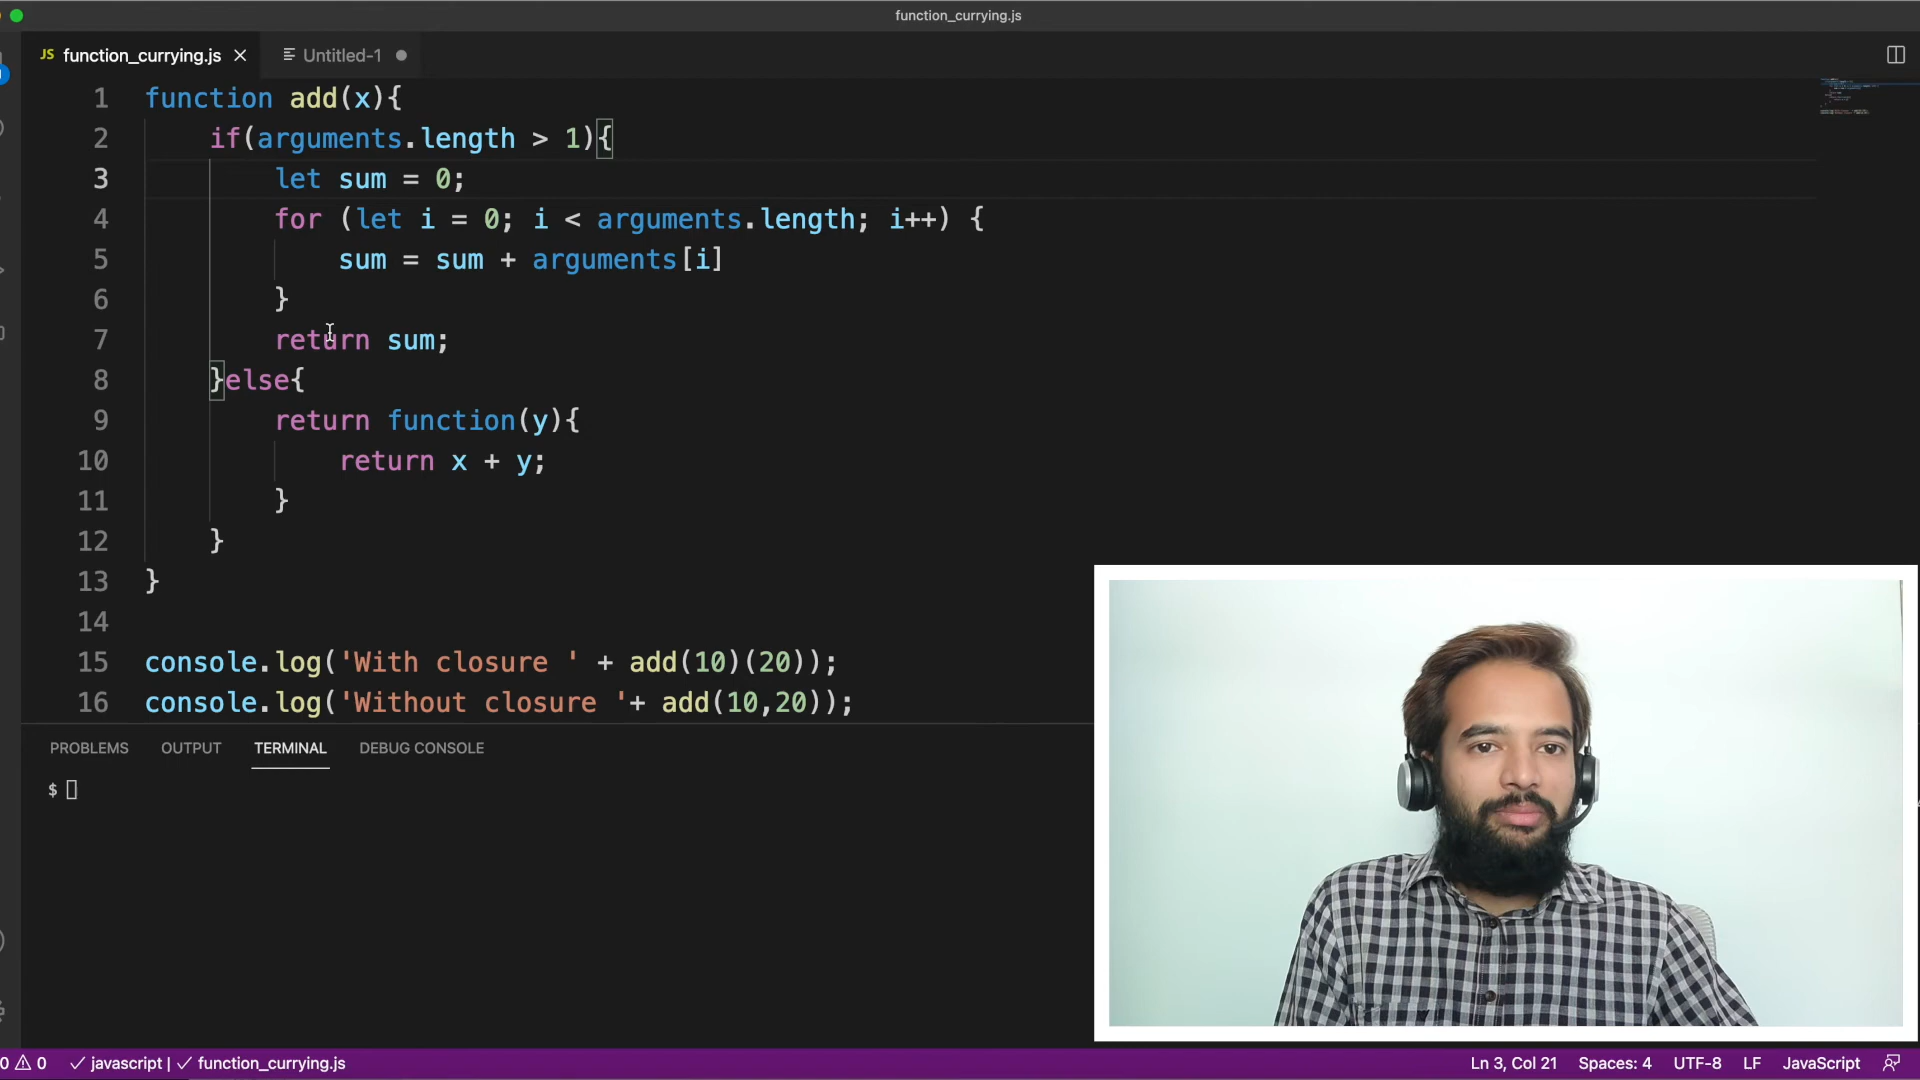 function_currying.js
JS function_currying.js × Untitled-1
1 function add(x){
2 if(arguments.length > 1){
3 let sum = 0;
4 for (let i = 0; i < arguments.length; i++) {
5 sum = sum + arguments[i]
6 }
7 return sum;
8 }else{
9 return function(y){
10 return x + y;
11 }
12 }
13 }
14
15 console.log('With closure ' + add(10)(20));
16 console.log('Without closure '+ add(10,20));
PROBLEMS OUTPUT TERMINAL DEBUG CONSOLE
$
0 0 javascript | function_currying.js Ln 3, Col 21 Spaces: 4 UTF-8 LF JavaScript